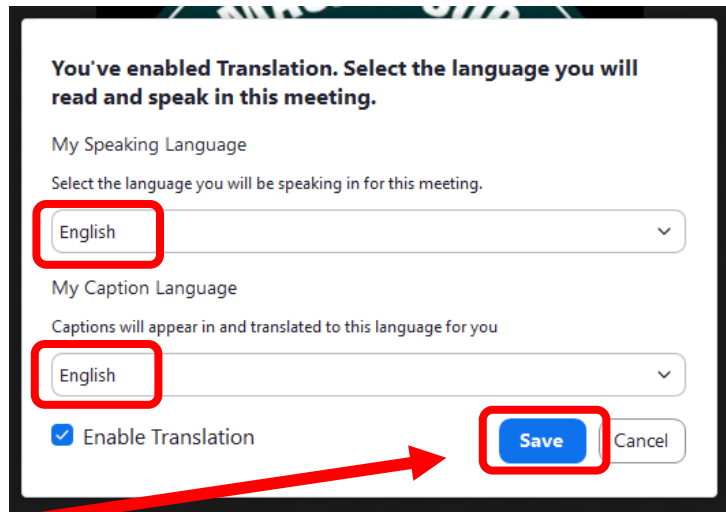 You've enabled Translation. Select the language you will
read and speak in this meeting.
My Speaking Language
Select the language you will be speaking in for this meeting.
English
My Caption Language
Captions will appear in and translated to this language for you
English
Enable Translation
Save
Cancel